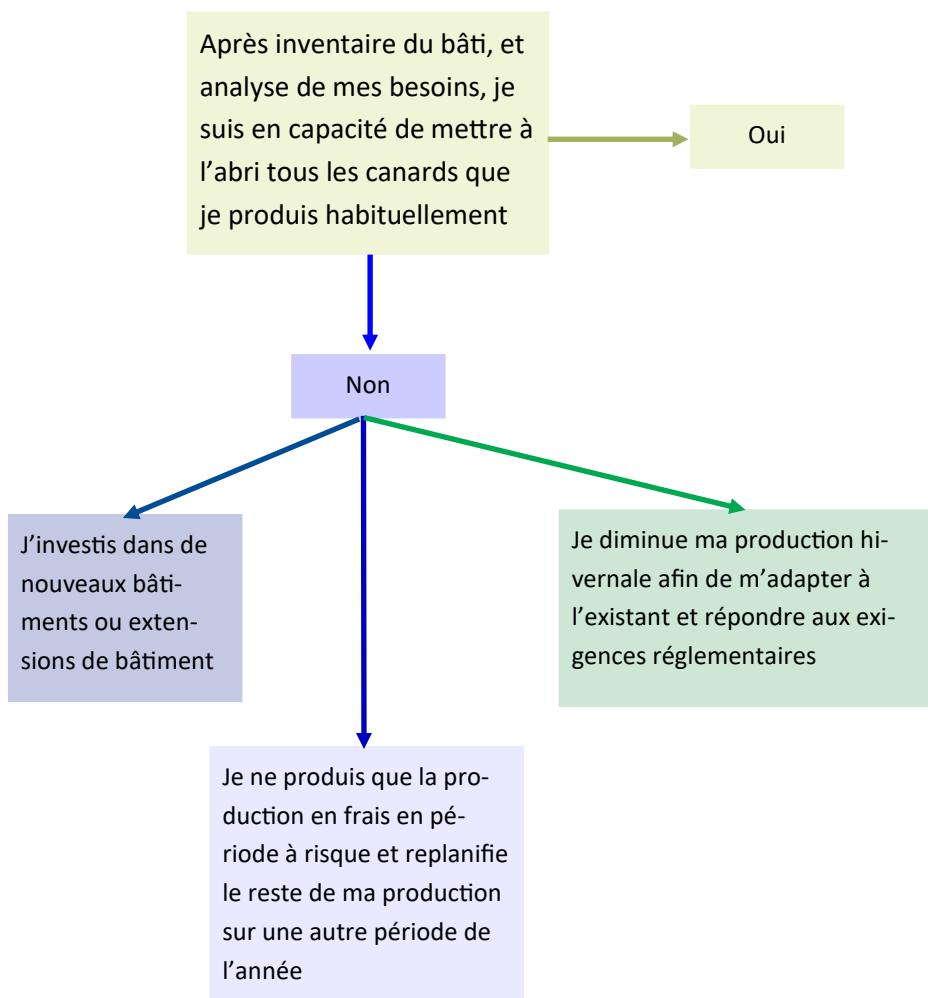 Après inventaire du bâti, et
analyse de mes besoins, je
suis en capacité de mettre à
l’abri tous les canards que
je produis habituellement
Oui
Non
J’investis dans de
nouveaux bâti-
ments ou exten-
sions de bâtiment
Je diminue ma production hi-
vernale afin de m’adapter à
l’existant et répondre aux exi-
gences réglementaires
Je ne produis que la pro-
duction en frais en pé-
riode à risque et replanifie
le reste de ma production
sur une autre période de
l’année